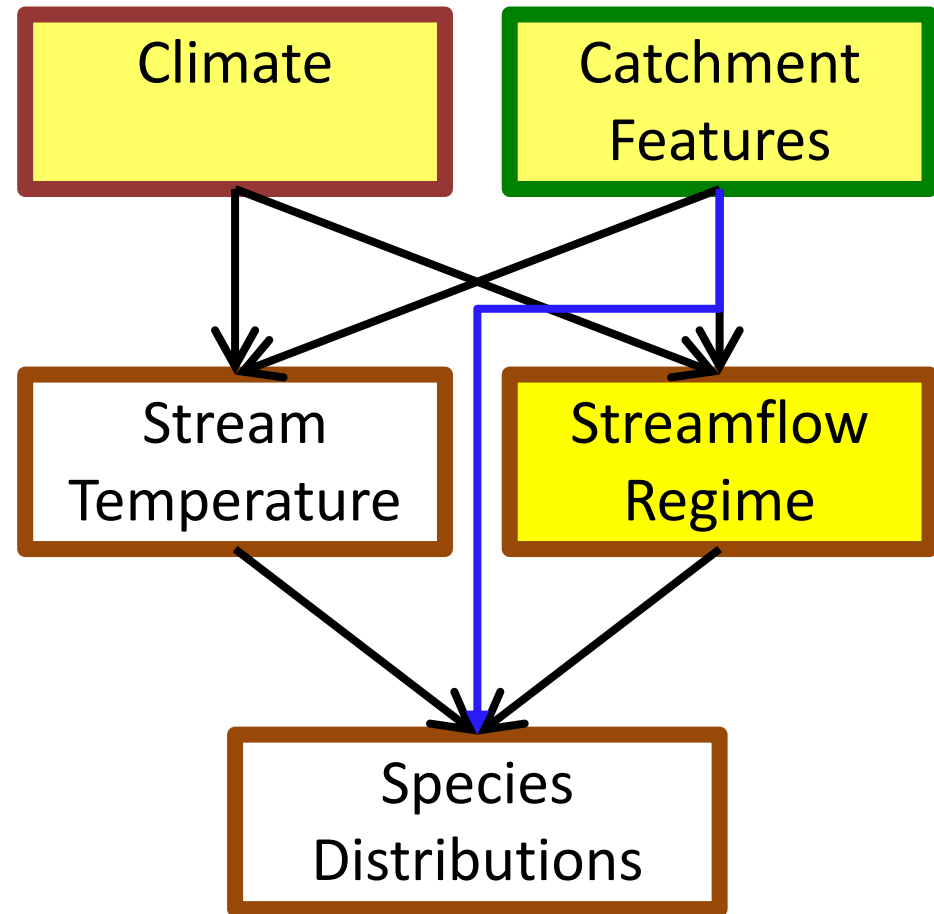 Climate
Catchment
Features
Stream
Temperature
Streamflow
Regime
Species
Distributions